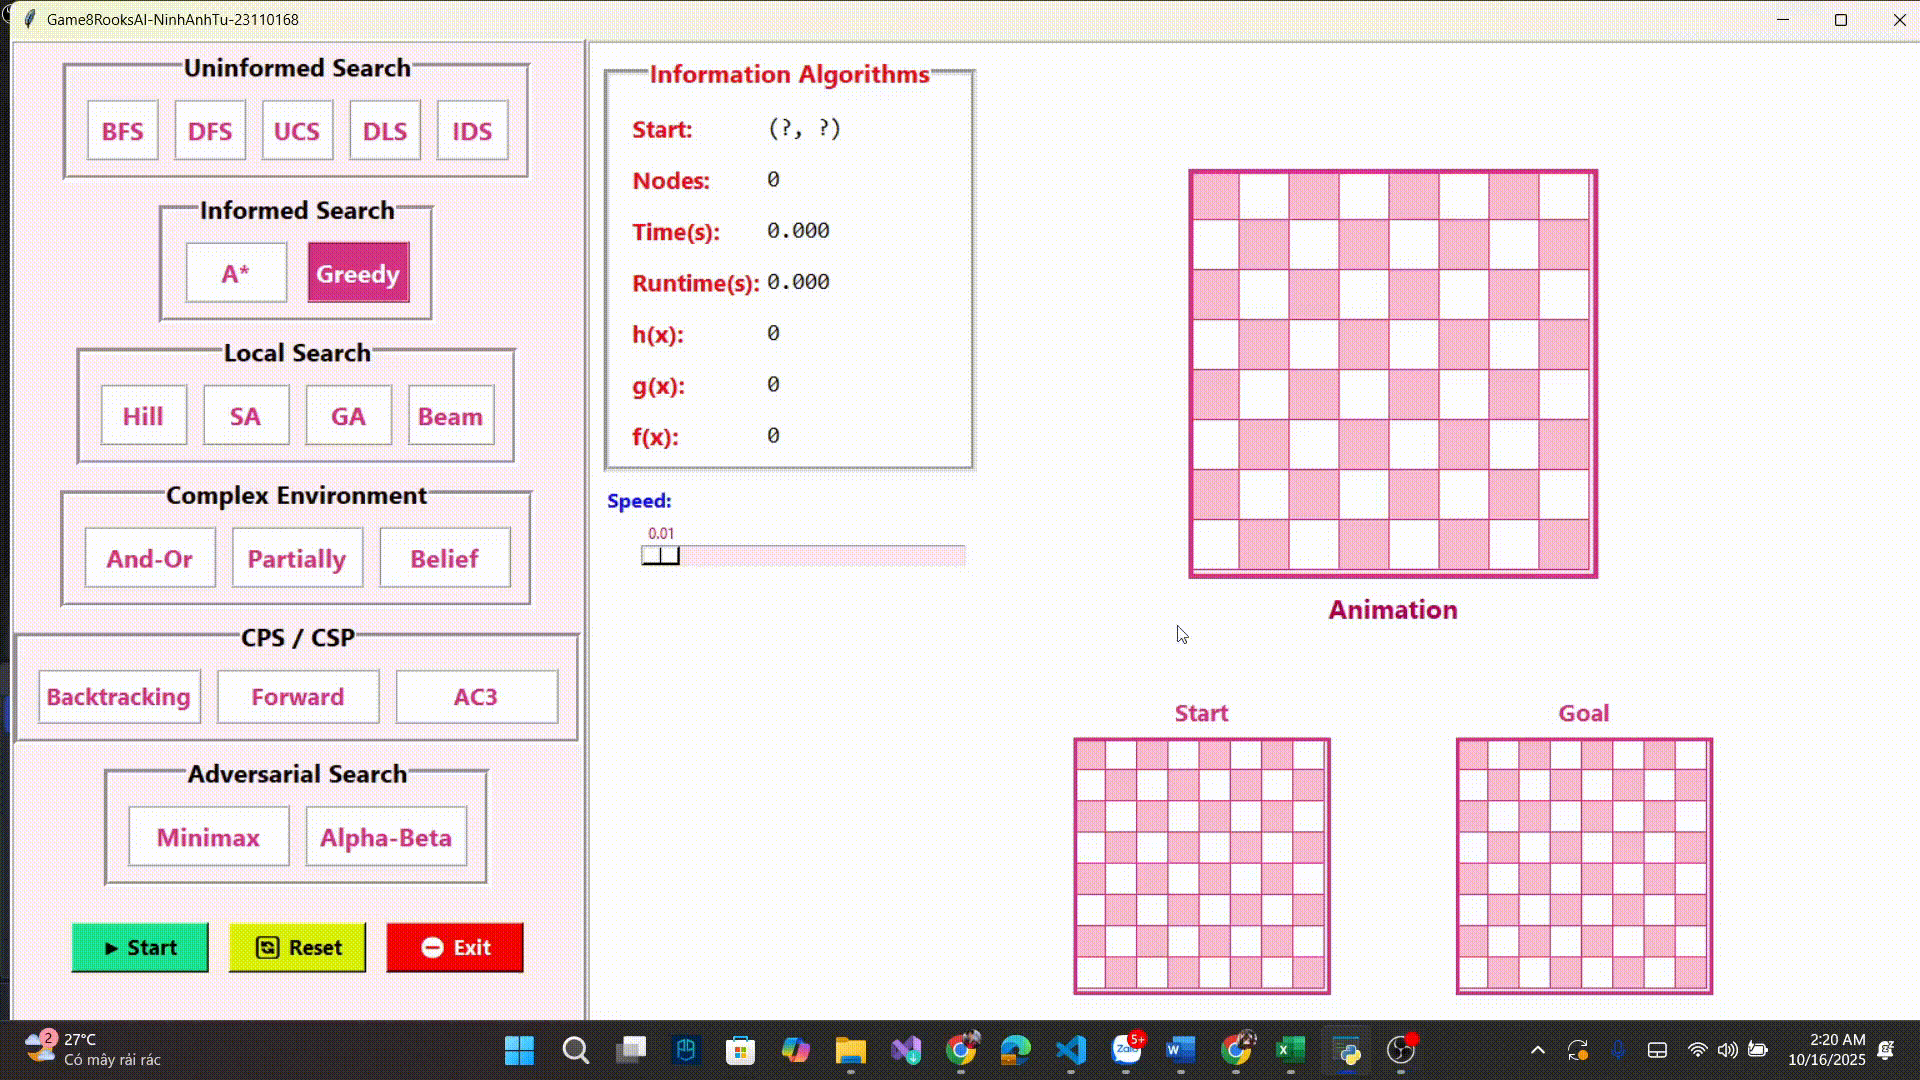 Game8RooksAI-NinhAnhTu-23110168
Uninformed Search
BFS DFS UCS DLS IDS
Informed Search
A* Greedy
Local Search
Hill SA GA Beam
Complex Environment
And-Or Partially Belief
CPS / CSP
Backtracking Forward AC3
Adversarial Search
Minimax Alpha-Beta
Start Reset Exit
Information Algorithms
Start: (?, ?)
Nodes: 0
Time(s): 0.000
Runtime(s): 0.000
h(x): 0
g(x): 0
f(x): 0
Speed:
0.01
Animation
Start
Goal
2
27°C
Có mây rải rác
Zalo
5+
2:20 AM
10/16/2025